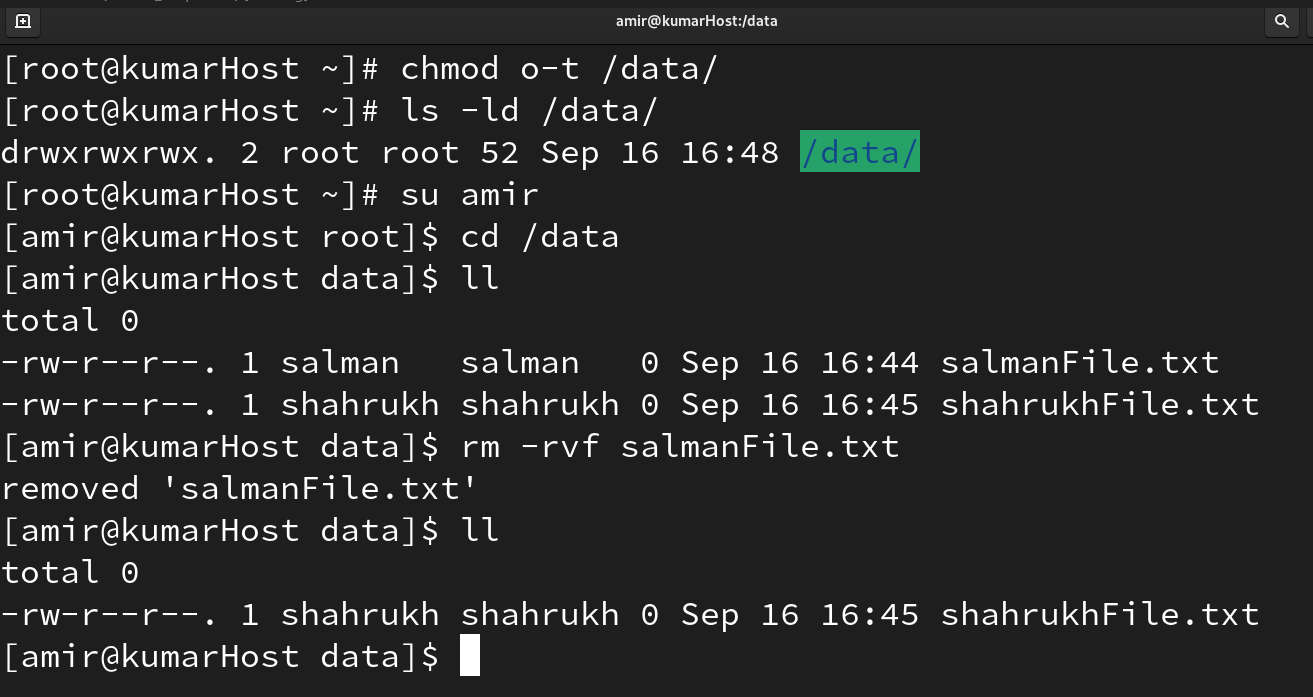 amir@kumarHost:/data
[root@kumarHost ~]# chmod o-t /data/
[root@kumarHost ~]# ls -ld /data/
drwxrwxrwx. 2 root root 52 Sep 16 16:48 /data/
[root@kumarHost ~]# su amir
[amir@kumarHost root]$ cd /data
[amir@kumarHost data]$ ll
total 0
-rw-r--r--. 1 salman   salman   0 Sep 16 16:44 salmanFile.txt
-rw-r--r--. 1 shahrukh shahrukh 0 Sep 16 16:45 shahrukhFile.txt
[amir@kumarHost data]$ rm -rvf salmanFile.txt
removed 'salmanFile.txt'
[amir@kumarHost data]$ ll
total 0
-rw-r--r--. 1 shahrukh shahrukh 0 Sep 16 16:45 shahrukhFile.txt
[amir@kumarHost data]$